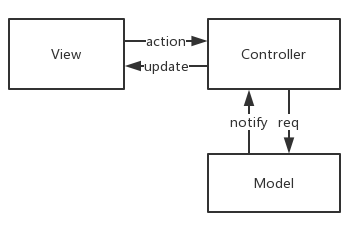 View
action
Controller
update
notify
req
Model